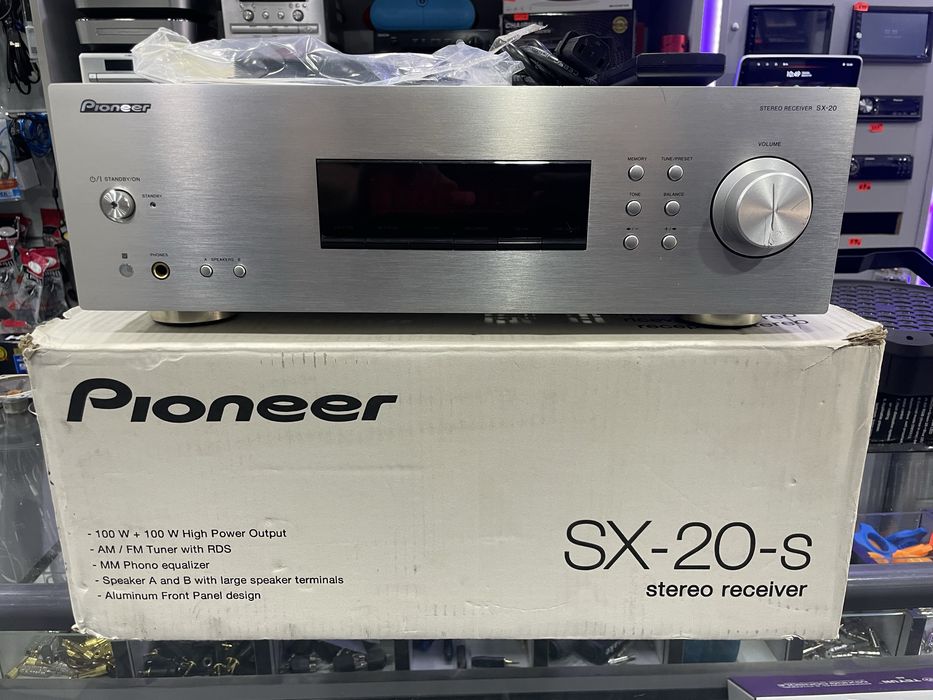 Pioneer
STEREO RECEIVER SX-20
VOLUME
MEMORY TUNE/PRESET
STANDBY/ON
STANDBY
TONE BALANCE
PHONES
A SPEAKERS B
Pioneer
- 100 W + 100 W High Power Output
- AM / FM Tuner with RDS
- MM Phono equalizer
- Speaker A and B with large speaker terminals
- Aluminum Front Panel design
SX-20-s
stereo receiver